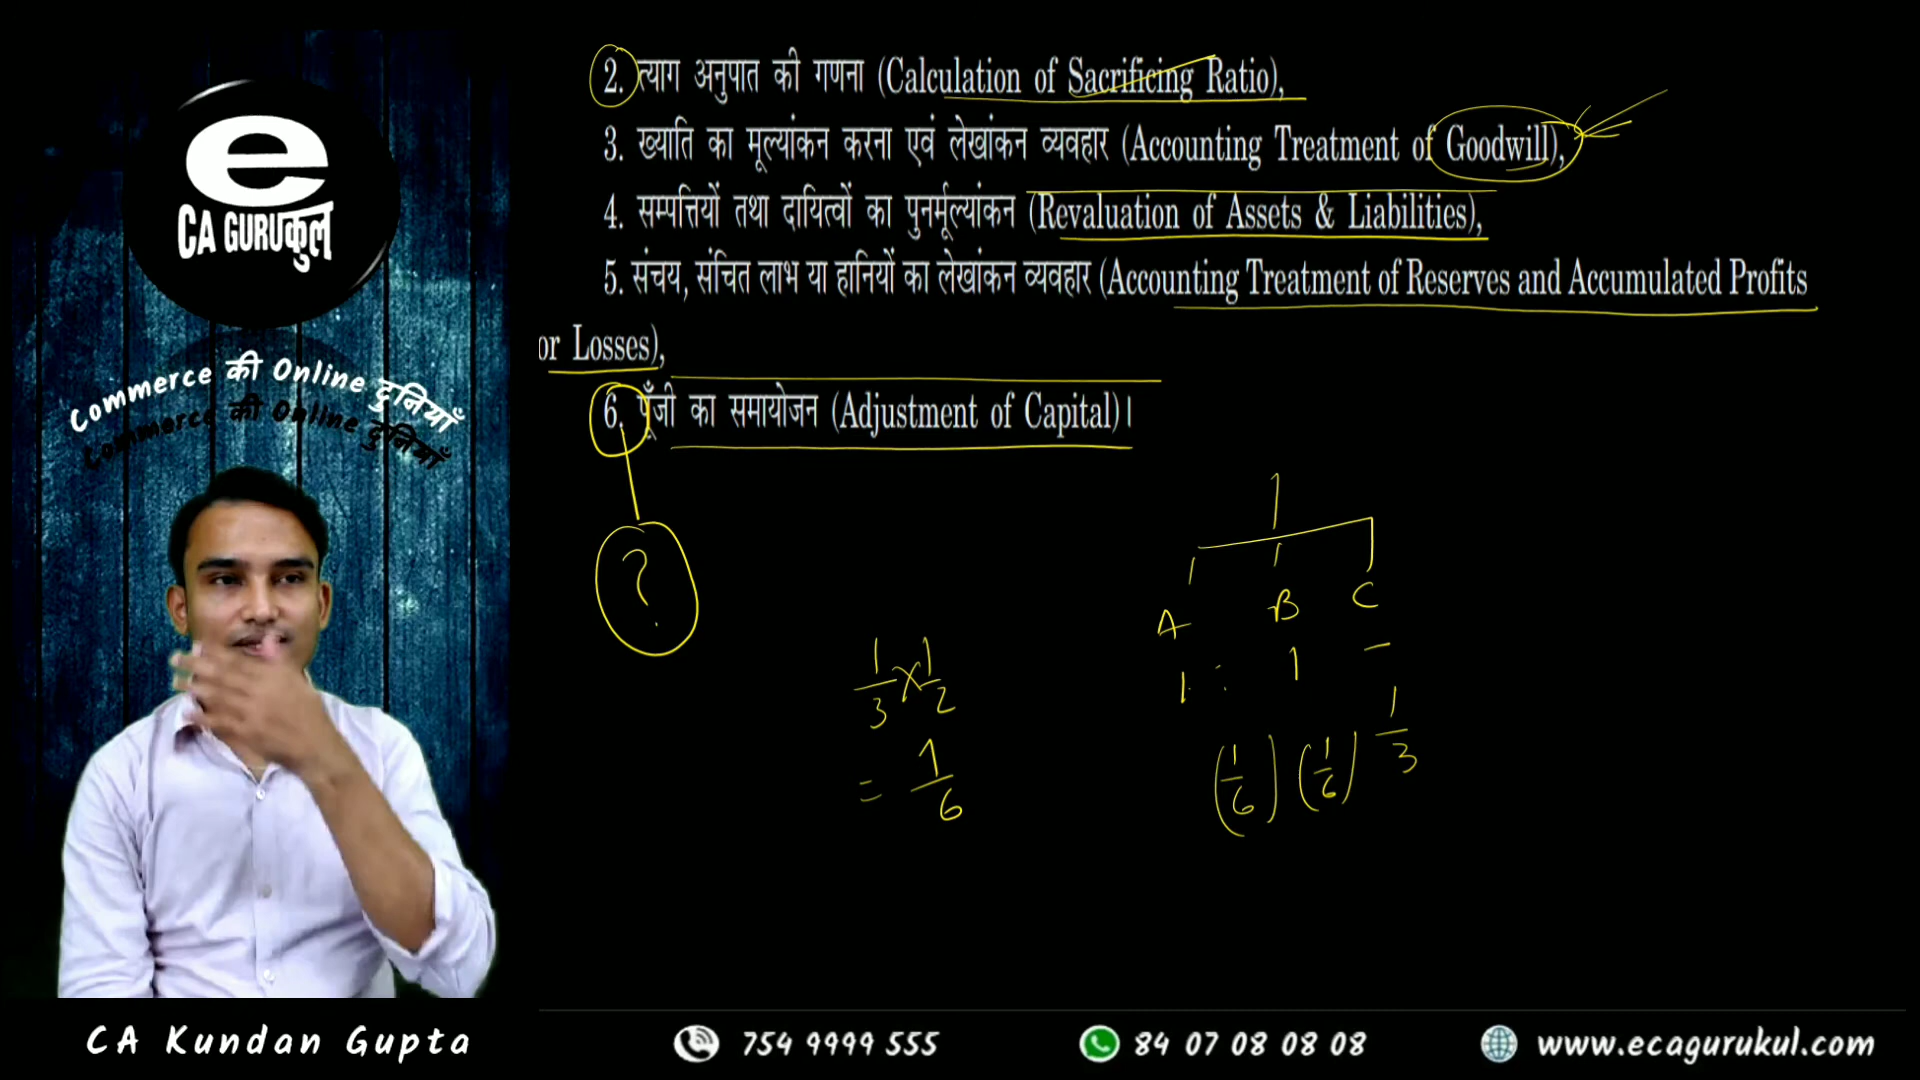 2. त्याग अनुपात की गणना (Calculation of Sacrificing Ratio),
3. ख्याति का मूल्यांकन करना एवं लेखांकन व्यवहार (Accounting Treatment of Goodwill),
4. सम्पत्तियों तथा दायित्वों का पुनर्मूल्यांकन (Revaluation of Assets & Liabilities),
5. संचय, संचित लाभ या हानियों का लेखांकन व्यवहार (Accounting Treatment of Reserves and Accumulated Profits
or Losses),
6. पूँजी का समायोजन (Adjustment of Capital)।
e
CA GURUकुल
Commerce की Online दुनियाँ
Commerce की Online दुनियाँ
?
1/3 × 1/2
= 1/6
1
A B C
1 : 1 –
(1/6) (1/6) 1/3
CA Kundan Gupta
754 9999 555
84 07 08 08 08
www.ecagurukul.com